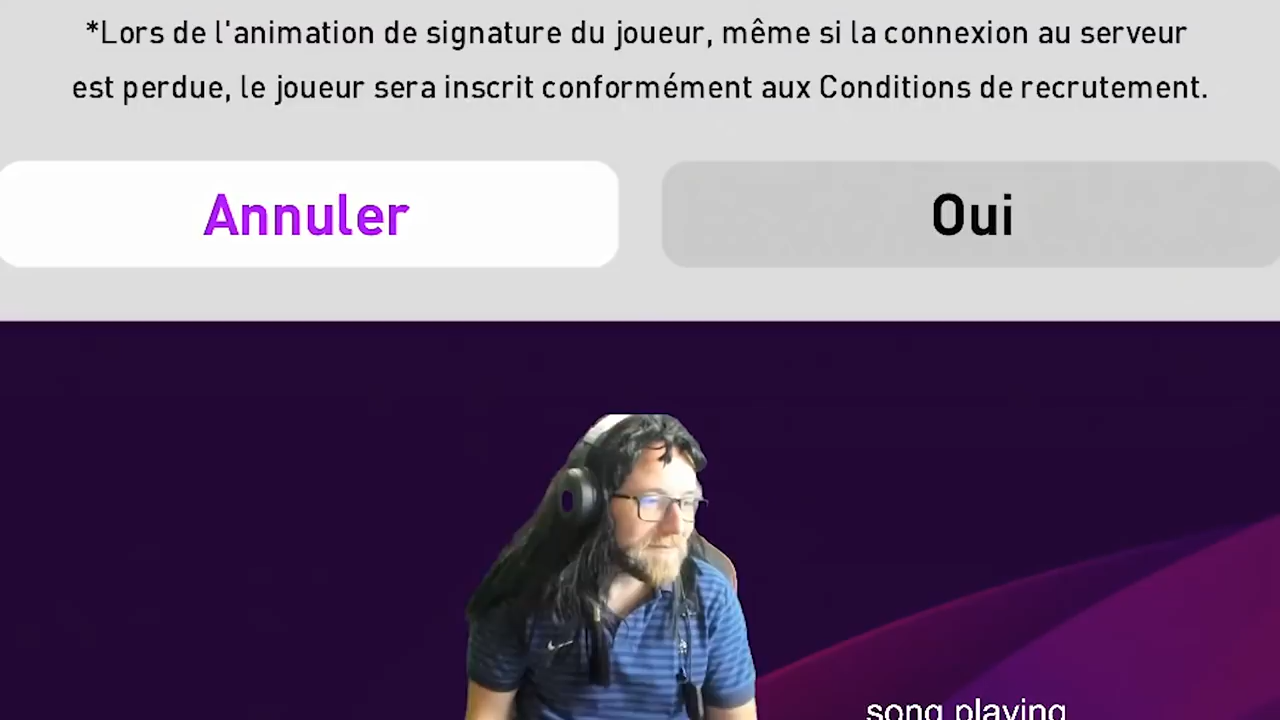 *Lors de l'animation de signature du joueur, même si la connexion au serveur
est perdue, le joueur sera inscrit conformément aux Conditions de recrutement.
Annuler
Oui
song playing